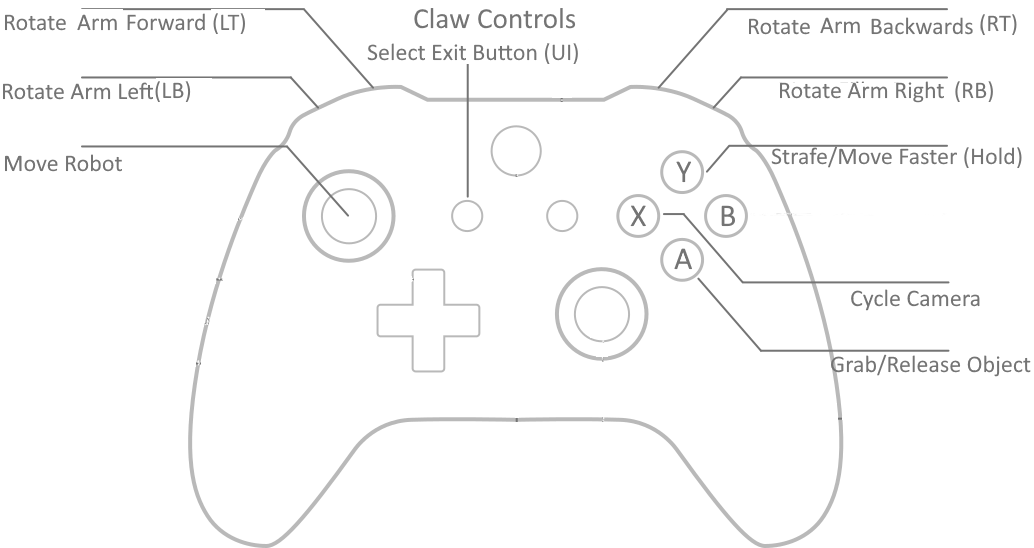 Claw Controls
Rotate Arm Forward (LT)
Select Exit Button (UI)
Rotate Arm Backwards (RT)
Rotate Arm Left(LB)
Rotate Arm Right (RB)
Move Robot
Strafe/Move Faster (Hold)
Y
X
B
A
Cycle Camera
Grab/Release Object